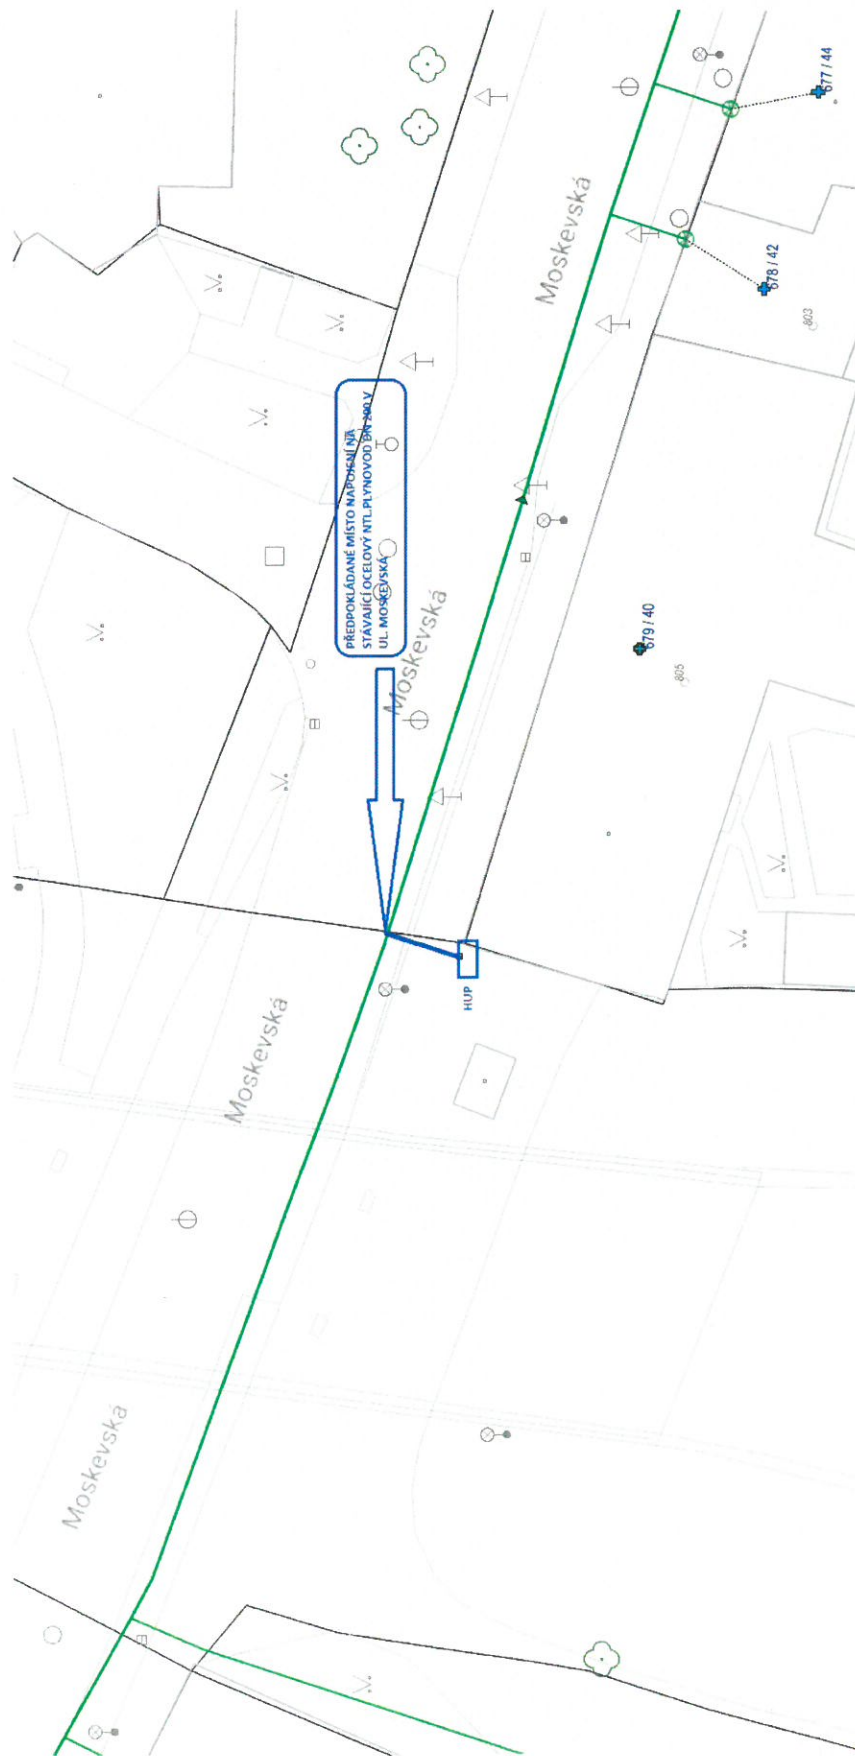 Moskevská
Moskevská
Moskevská
Moskevská
PŘEDPOKLÁDANÉ MÍSTO NAPOJENÍ NA
STÁVAJÍCÍ OCELOVÝ NTL.PLYNOVOD DN 200 V
UL. MOSKEVSKÁ
HUP
679 / 40
805
678 / 42
803
677 / 44